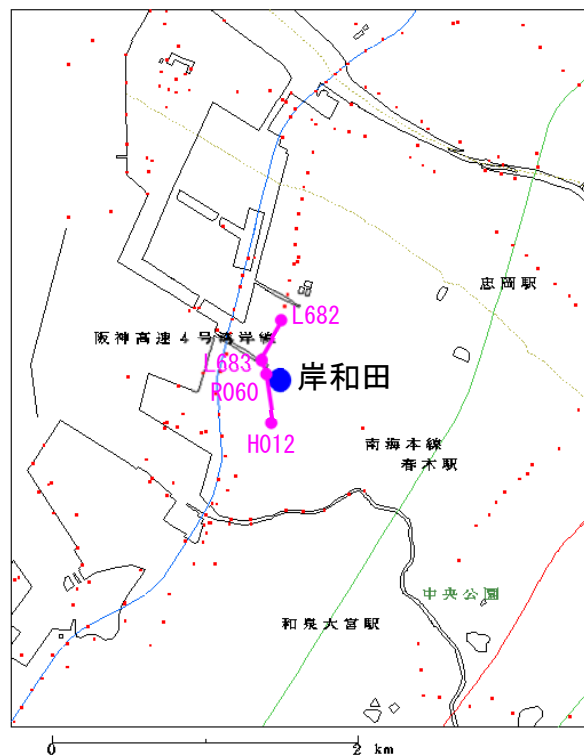 忠岡駅
L682
阪神高速4号湾岸線
L683
岸和田
R060
H012
南海本線
春木駅
中央公園
和泉大宮駅
0 2 km